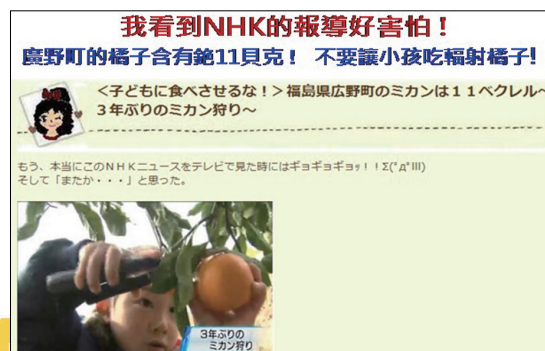 我看到NHK的報導好害怕！
廣野町的橘子含有銫11貝克！ 不要讓小孩吃輻射橘子!
＜子どもに食べさせるな！＞福島県広野町のミカンは１１ベクレル～
３年ぶりのミカン狩り～
もう、本当にこのＮＨＫニュースをテレビで見た時にはギョギョギョッ！！Σ(ﾟдﾟlll)
そして「またか・・・」と思った。
3年ぶりの
ミカン狩り